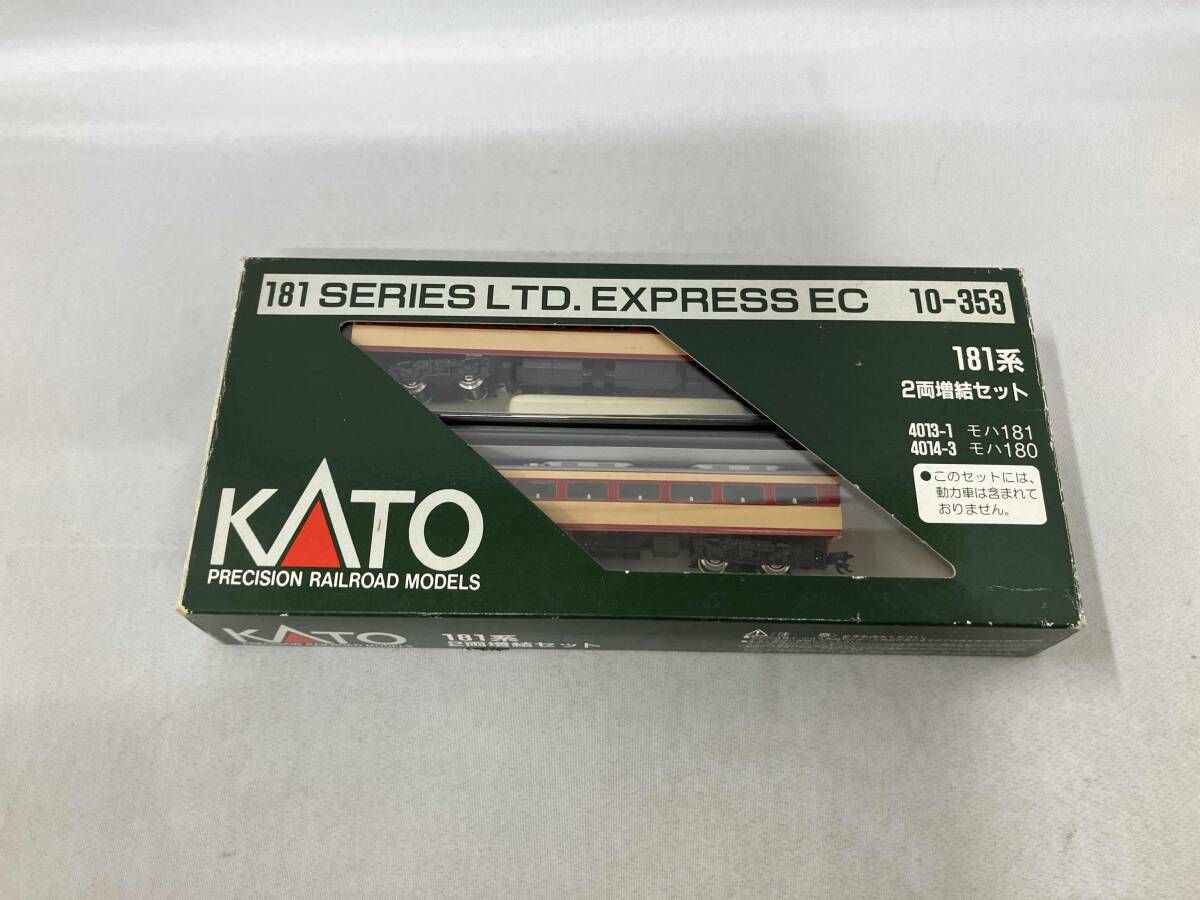 181 SERIES LTD. EXPRESS EC 10-353
181系
2両増結セット
4013-1 モハ181
4014-3 モハ180
●このセットには、
動力車は含まれて
おりません。
KATO
PRECISION RAILROAD MODELS
KATO
181系
2両増結セット